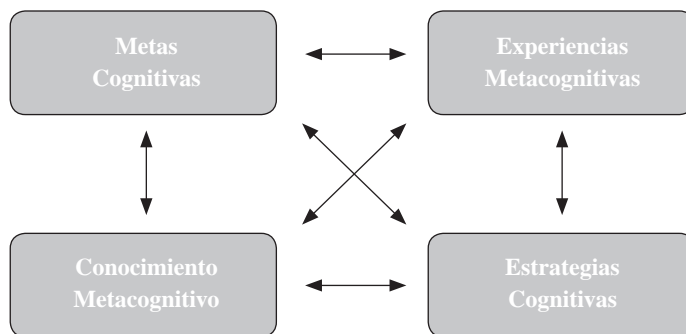 Metas
Cognitivas
Experiencias
Metacognitivas
Conocimiento
Metacognitivo
Estrategias
Cognitivas